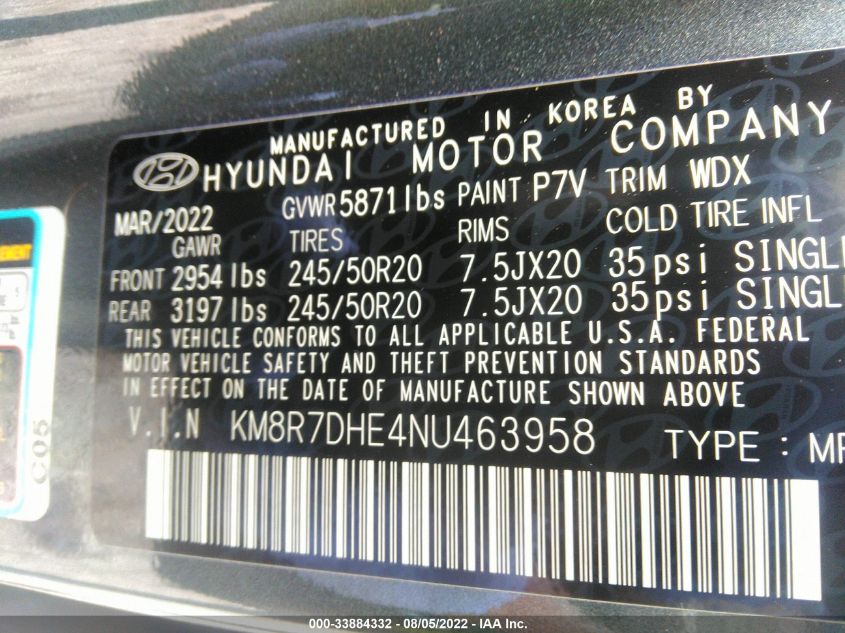 MANUFACTURED IN KOREA BY
HYUNDAI MOTOR COMPANY
MAR/2022 GVWR 5871 lbs PAINT P7V TRIM WDX
GAWR TIRES RIMS COLD TIRE INFL
FRONT 2954 lbs 245/50R20 7.5JX20 35psi SINGL
REAR 3197 lbs 245/50R20 7.5JX20 35psi SINGL
THIS VEHICLE CONFORMS TO ALL APPLICABLE U.S.A. FEDERAL
MOTOR VEHICLE SAFETY AND THEFT PREVENTION STANDARDS
IN EFFECT ON THE DATE OF MANUFACTURE SHOWN ABOVE
V.I.N KM8R7DHE4NU463958 TYPE : MP
C05
000-33884332 - 08/05/2022 - IAA Inc.